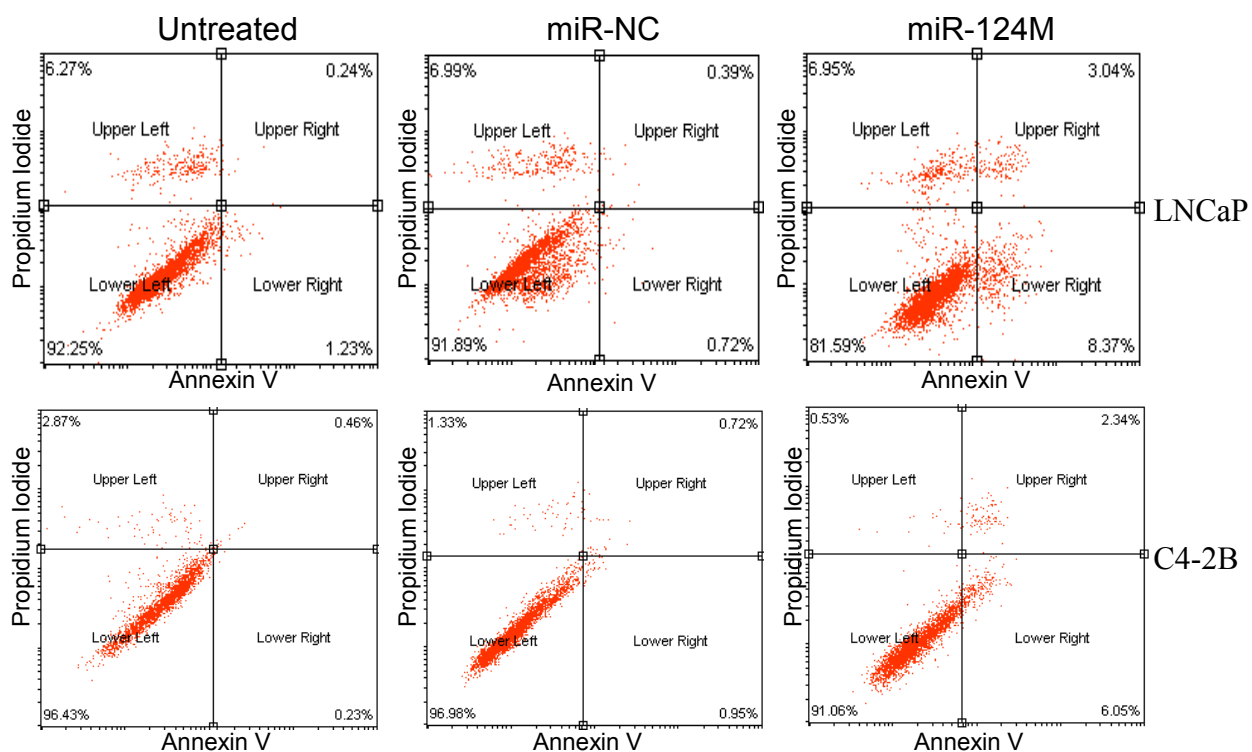 Untreated miR-NC miR-124M
6.27% 0.24% 6.99% 0.39% 6.95% 3.04%
Upper Left Upper Right Upper Left Upper Right Upper Left Upper Right
Propidium Iodide Propidium Iodide Propidium Iodide
LNCaP
Lower Left Lower Right Lower Left Lower Right Lower Left Lower Right
92.25% 1.23% 91.89% 0.72% 81.59% 8.37%
Annexin V Annexin V Annexin V
2.87% 0.46% 1.33% 0.72% 0.53% 2.34%
Upper Left Upper Right Upper Left Upper Right Upper Left Upper Right
Propidium Iodide Propidium Iodide Propidium Iodide
C4-2B
Lower Left Lower Right Lower Left Lower Right Lower Left Lower Right
96.43% 0.23% 96.98% 0.95% 91.06% 6.05%
Annexin V Annexin V Annexin V